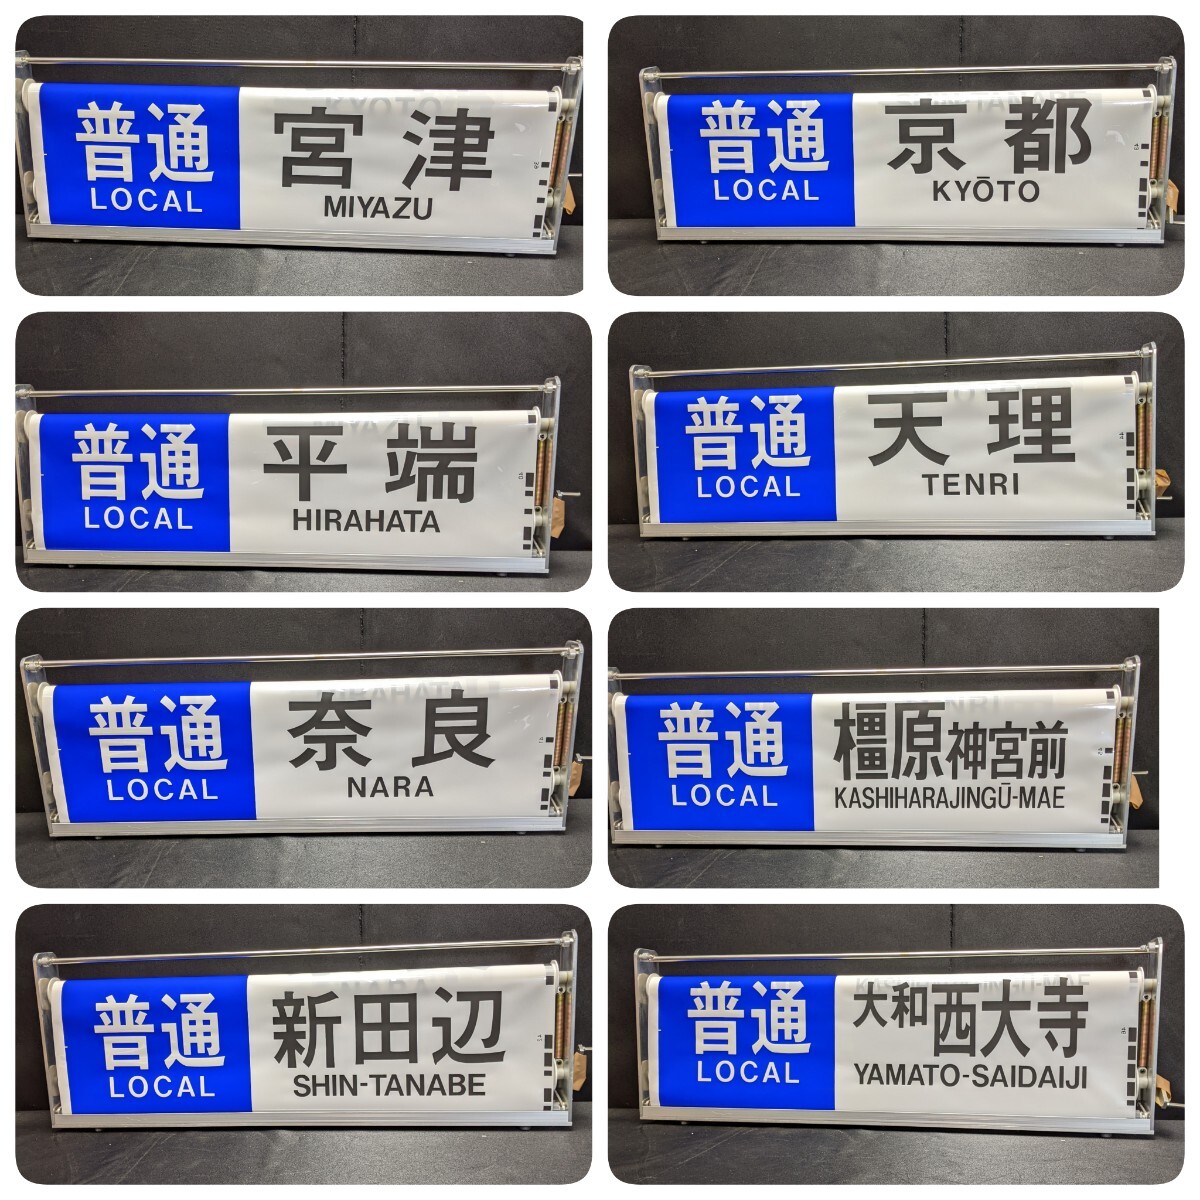 普通 宮津
LOCAL MIYAZU
普通 京都
LOCAL KYŌTO
普通 平端
LOCAL HIRAHATA
普通 天理
LOCAL TENRI
普通 奈良
LOCAL NARA
普通 橿原神宮前
LOCAL KASHIHARAJINGŪ-MAE
普通 新田辺
LOCAL SHIN-TANABE
普通 大和西大寺
LOCAL YAMATO-SAIDAIJI